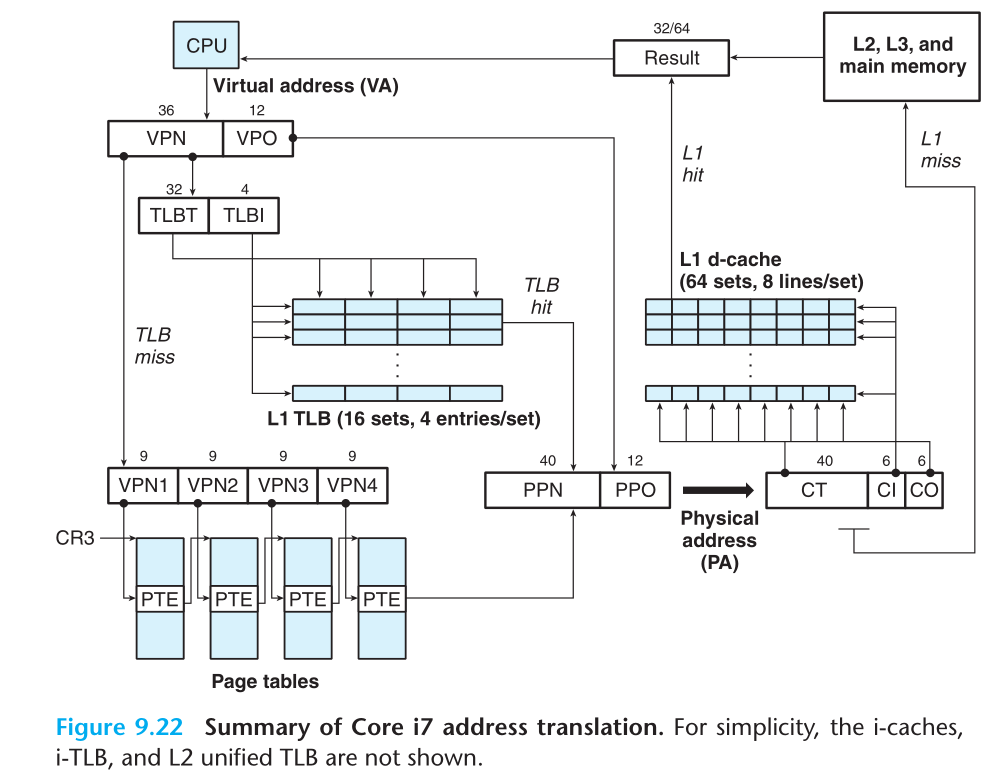 CPU
32/64
Result
L2, L3, and
main memory
Virtual address (VA)
36
12
VPN
VPO
L1
hit
L1
miss
32
4
TLBT
TLBI
L1 d-cache
(64 sets, 8 lines/set)
TLB
hit
TLB
miss
.
.
.
.
.
.
L1 TLB (16 sets, 4 entries/set)
9
9
9
9
VPN1
VPN2
VPN3
VPN4
40
12
PPN
PPO
40
6
6
CT
CI
CO
Physical
address
(PA)
CR3
PTE
PTE
PTE
PTE
Page tables
Figure 9.22 Summary of Core i7 address translation. For simplicity, the i-caches,
i-TLB, and L2 unified TLB are not shown.